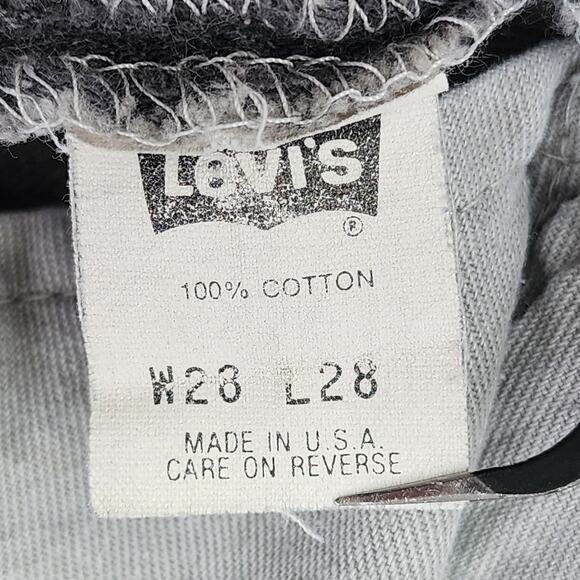 Levi's
®
100% COTTON
W28 L28
MADE IN U.S.A.
CARE ON REVERSE